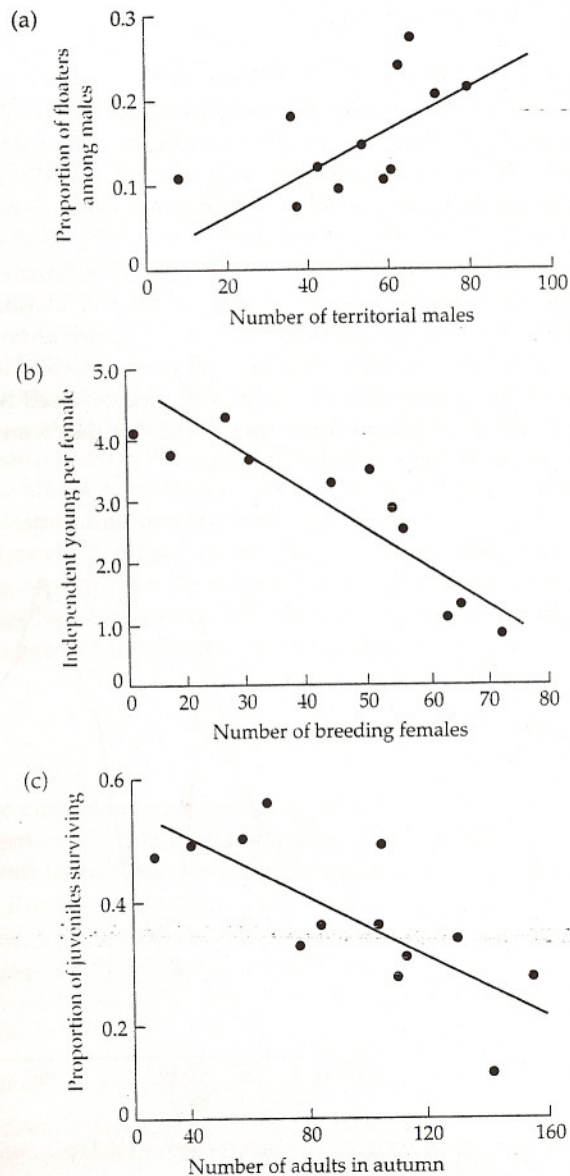 (a)
0.3
0.2
0.1
0
Proportion of floaters
among males
0 20 40 60 80 100
Number of territorial males
(b)
5.0
4.0
3.0
2.0
1.0
0
Independent young per female
0 10 20 30 40 50 60 70 80
Number of breeding females
(c)
0.6
0.4
0.2
0
Proportion of juveniles surviving
0 40 80 120 160
Number of adults in autumn